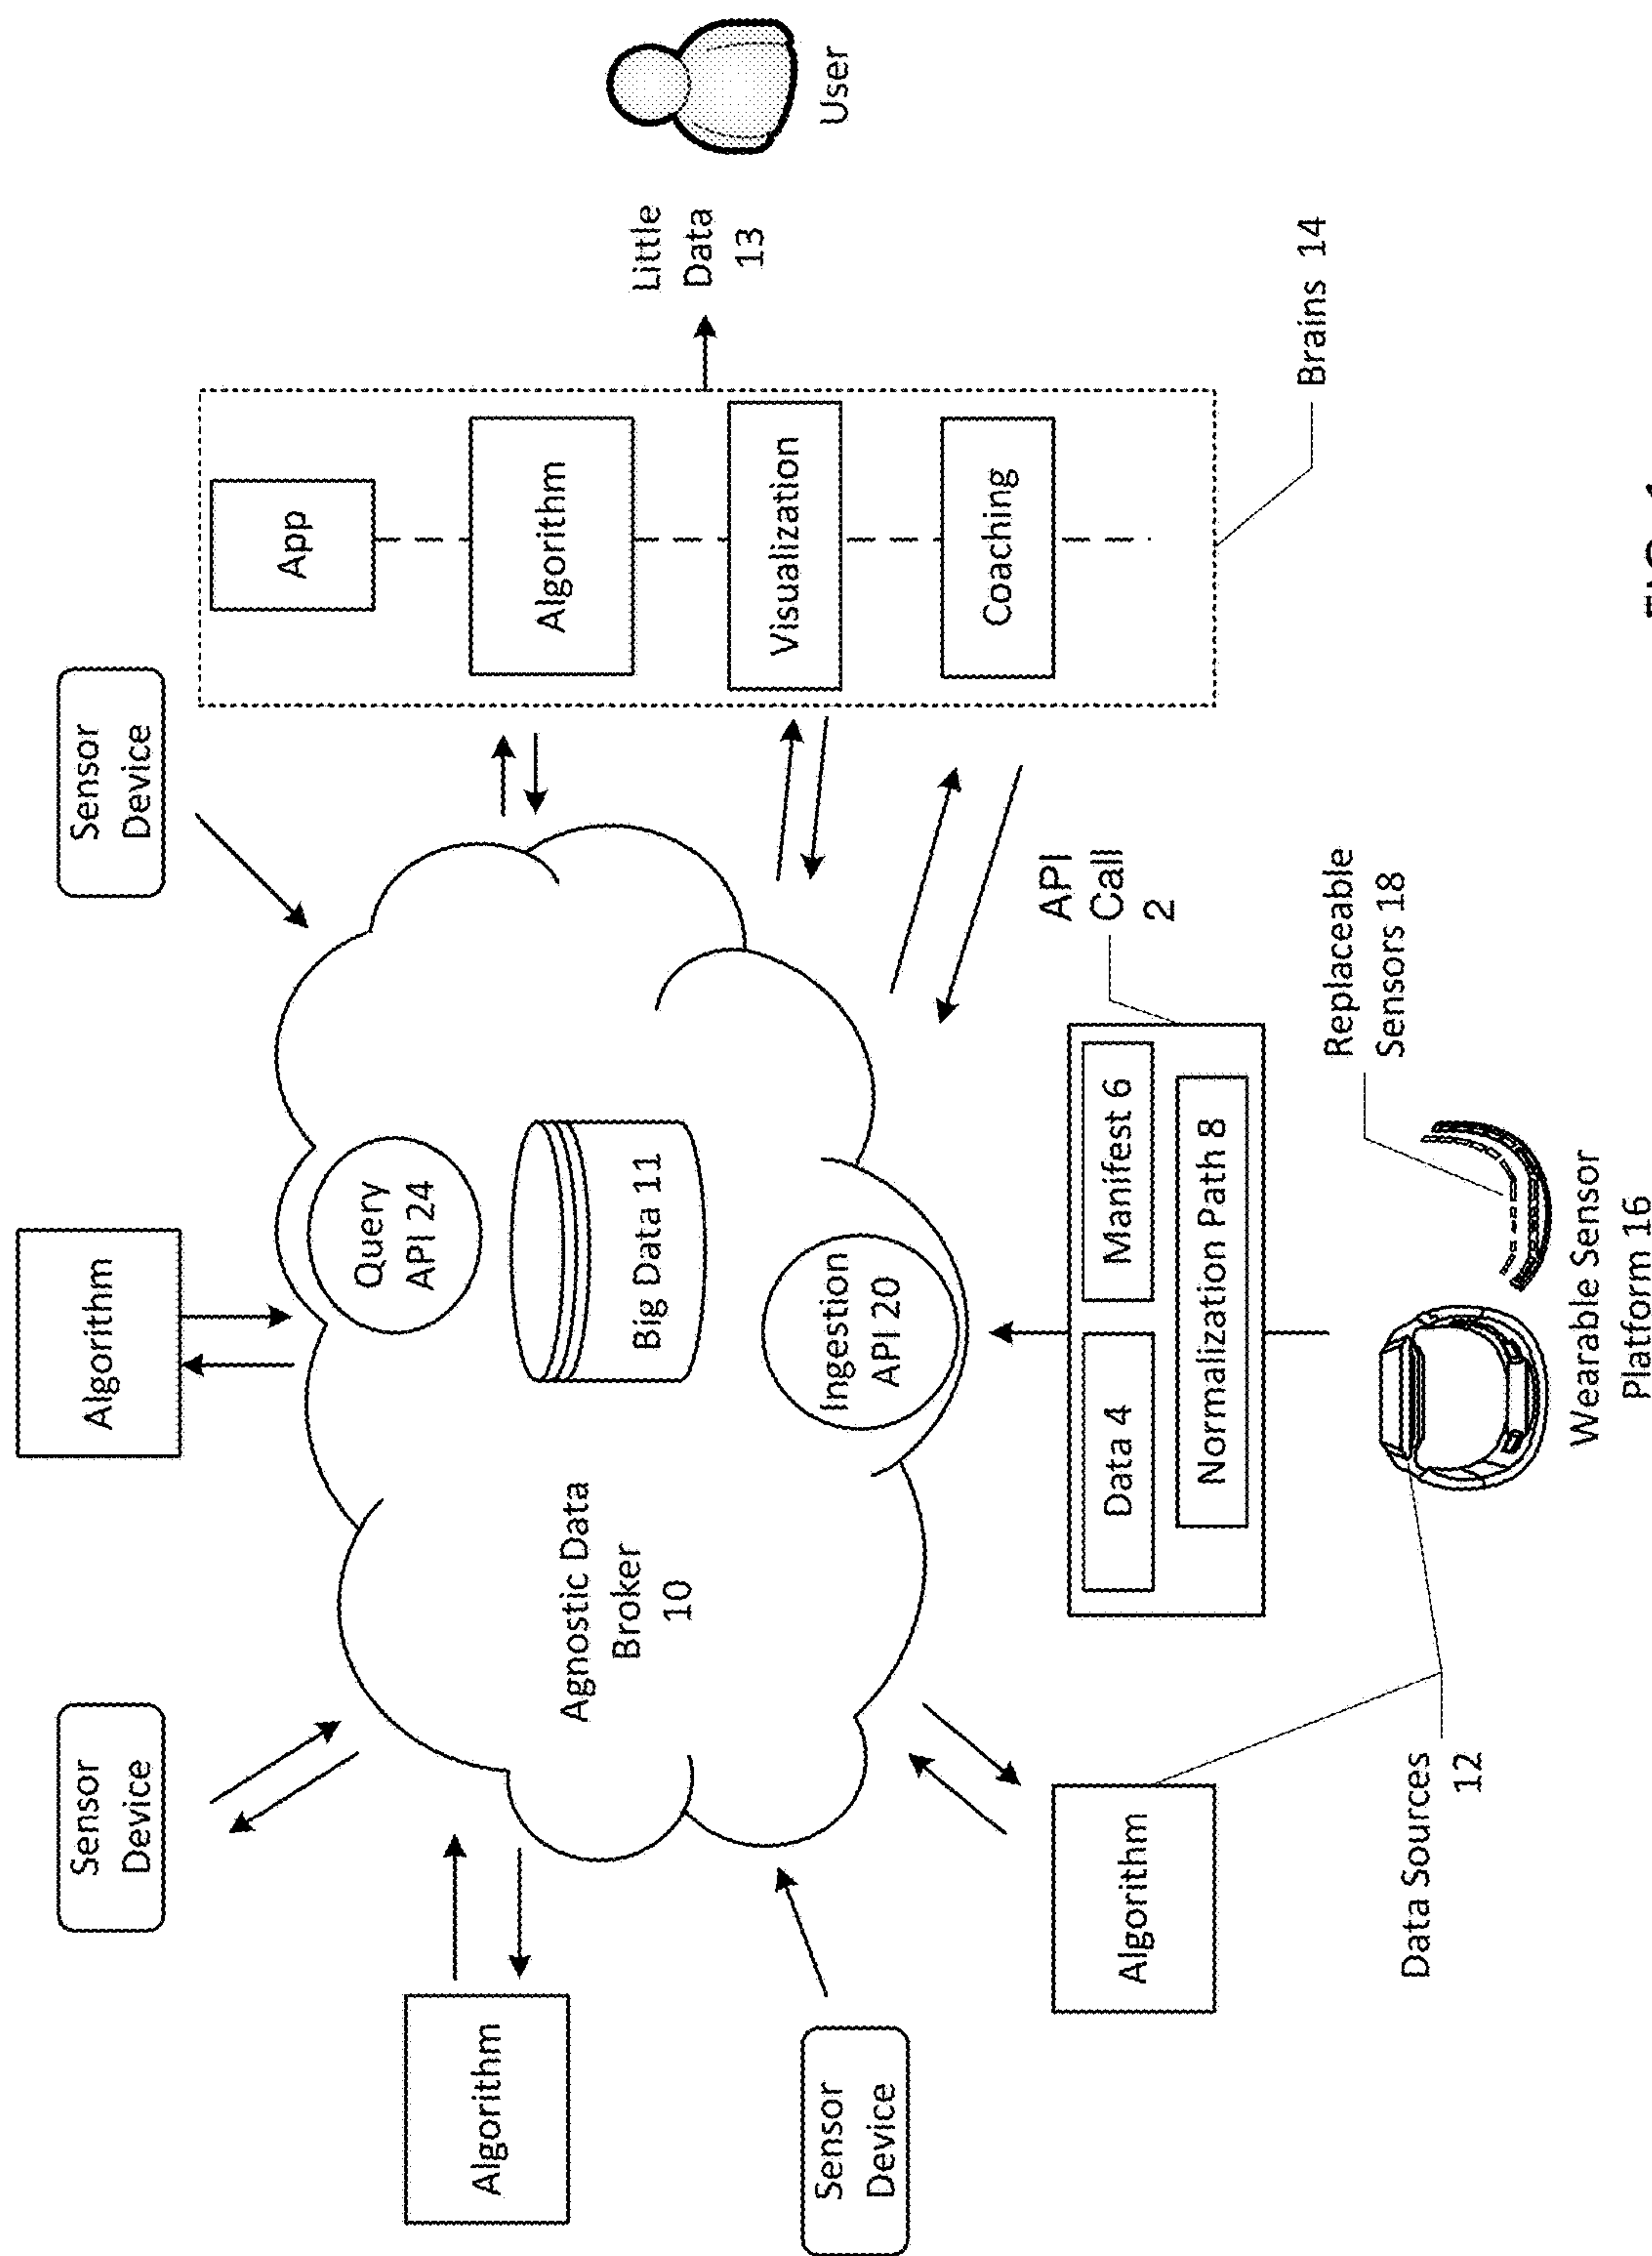 Sensor
Device
Algorithm
Sensor
Device
Algorithm
Query
API 24
Agnostic Data
Broker
10
Big Data 11
Ingestion
API 20
Sensor
Device
Algorithm
App
Algorithm
Visualization
Coaching
Little
Data
13
User
Brains 14
API
Call
2
Data 4
Manifest 6
Normalization Path 8
Replaceable
Sensors 18
Data Sources
12
Wearable Sensor
Platform 16